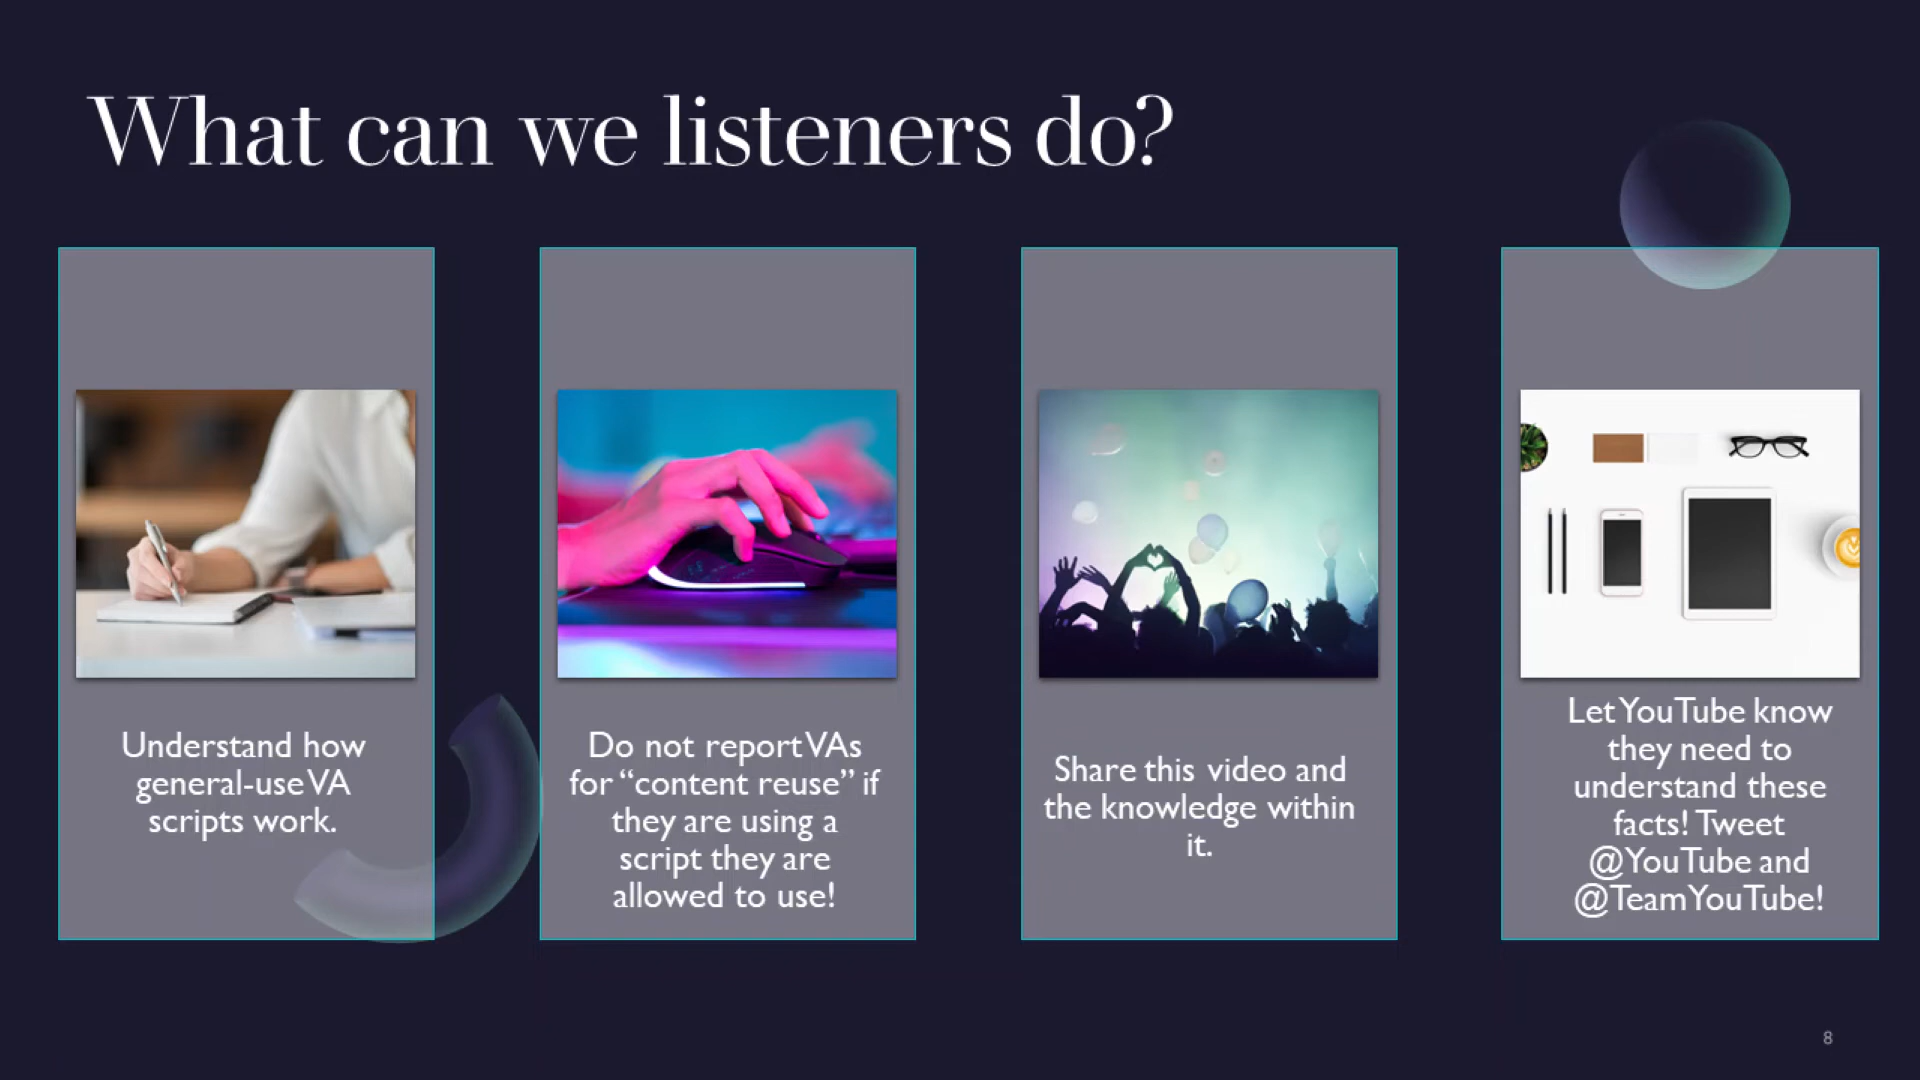 What can we listeners do?
Understand how
general-use VA
scripts work.
Do not report VAs
for “content reuse” if
they are using a
script they are
allowed to use!
Share this video and
the knowledge within
it.
Let YouTube know
they need to
understand these
facts! Tweet
@YouTube and
@TeamYouTube!
8